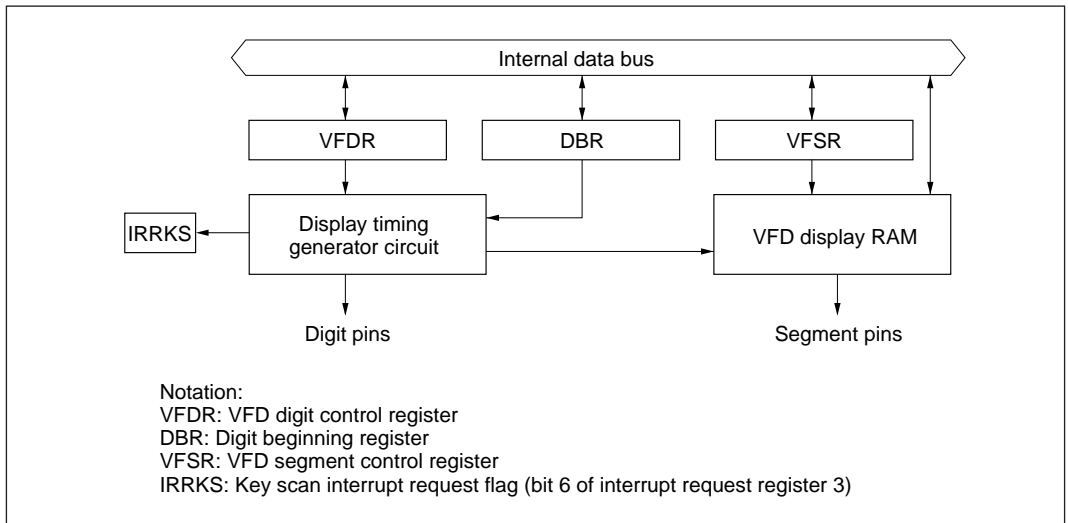 Internal data bus
VFDR
DBR
VFSR
IRRKS
Display timing
generator circuit
VFD display RAM
Digit pins
Segment pins
Notation:
VFDR: VFD digit control register
DBR: Digit beginning register
VFSR: VFD segment control register
IRRKS: Key scan interrupt request flag (bit 6 of interrupt request register 3)